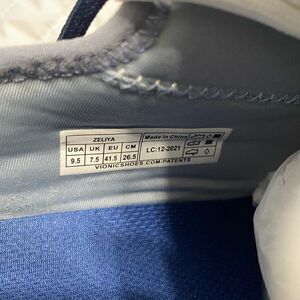 ZELIYA
USA UK EU CM
9.5 7.5 41.5 26.5
Made in China
LC:12-2021
VIONICSHOES.COM/PATENTS